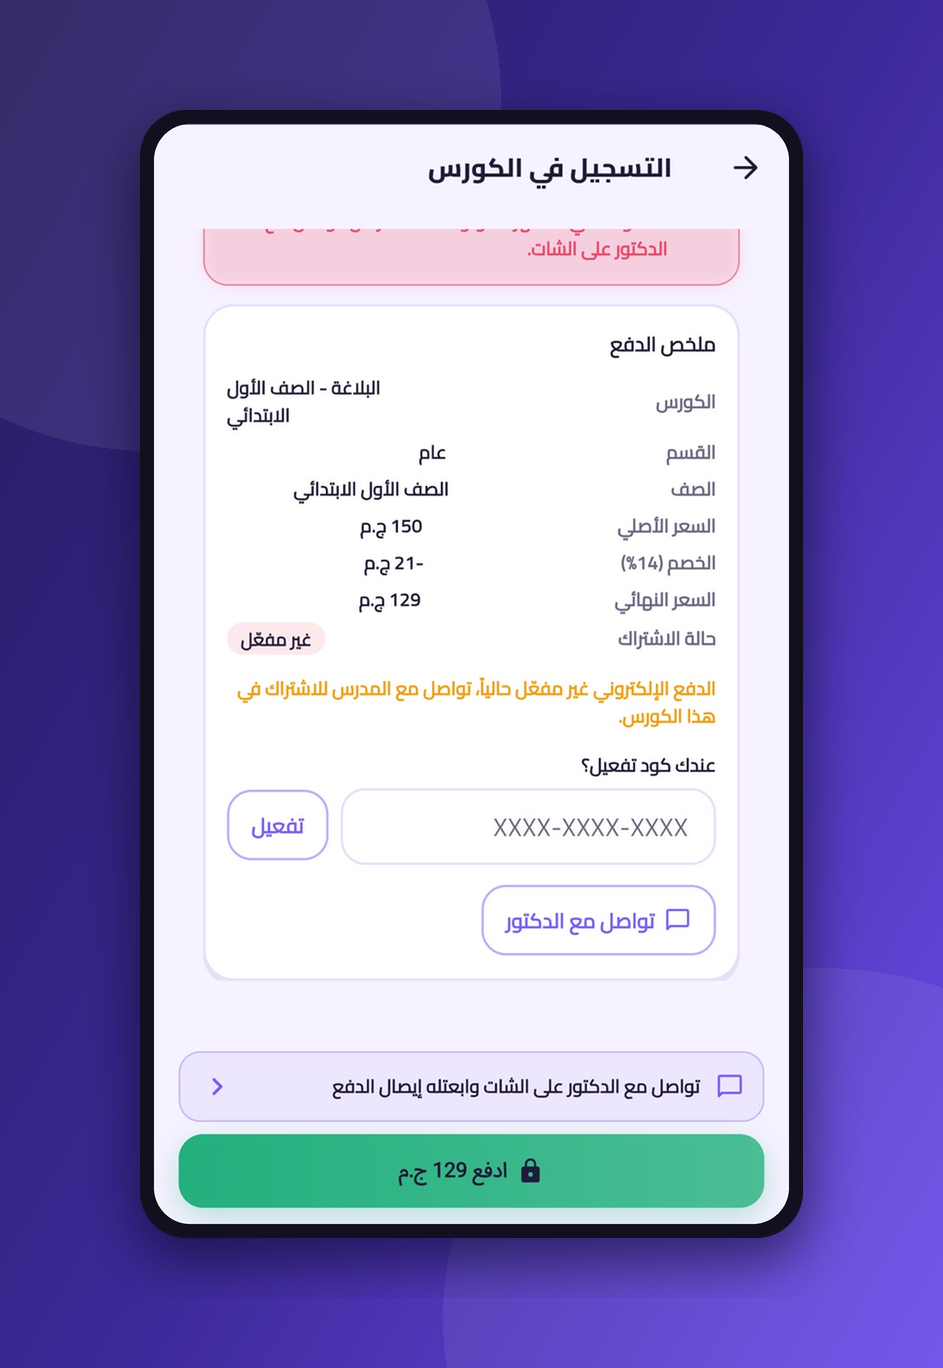 التسجيل في الكورس
الدكتور على الشات.
ملخص الدفع
الكورس
البلاغة - الصف الأول
الابتدائي
القسم
عام
الصف
الصف الأول الابتدائي
السعر الأصلي
150 ج.م
الخصم (14%)
-21 ج.م
السعر النهائي
129 ج.م
حالة الاشتراك
غير مفعّل
الدفع الإلكتروني غير مفعّل حالياً، تواصل مع المدرس للاشتراك في
هذا الكورس.
عندك كود تفعيل؟
XXXX-XXXX-XXXX
تفعيل
تواصل مع الدكتور
تواصل مع الدكتور على الشات وابعتله إيصال الدفع
ادفع 129 ج.م